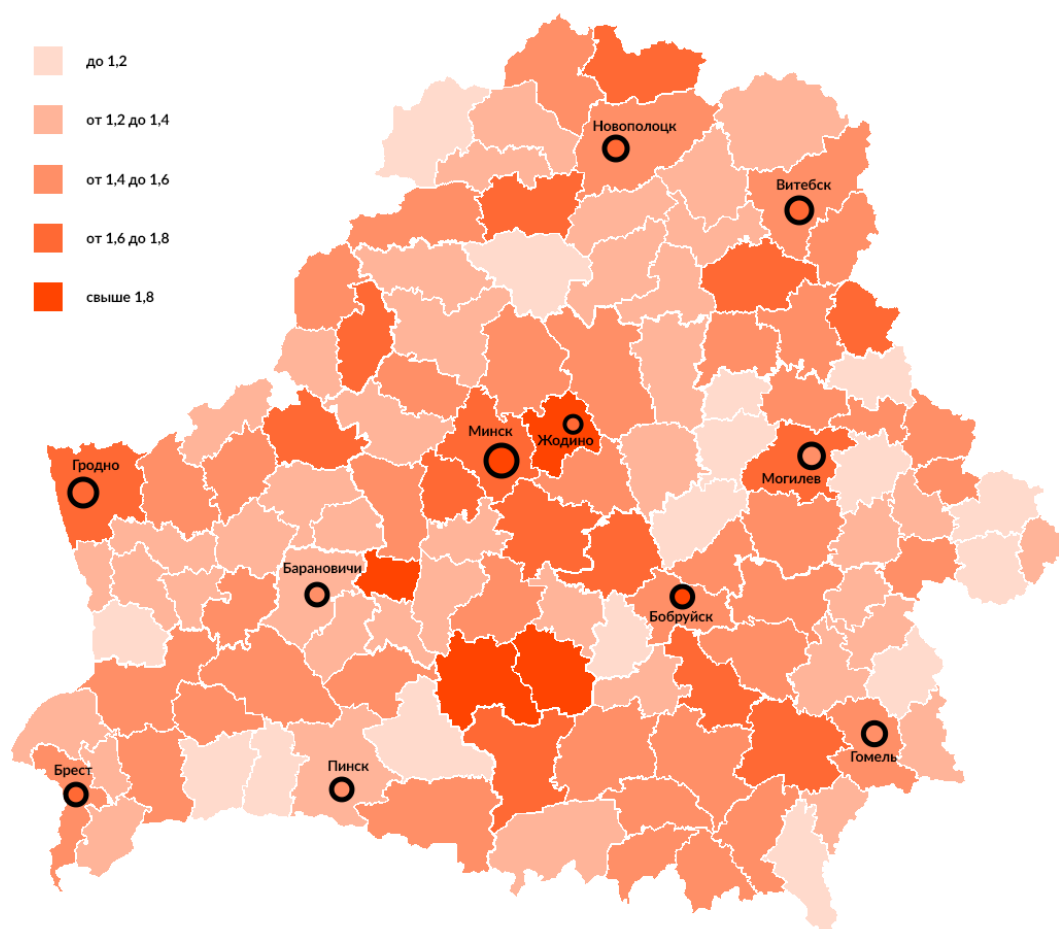 до 1,2
от 1,2 до 1,4
от 1,4 до 1,6
от 1,6 до 1,8
свыше 1,8
Новополоцк
Витебск
Минск
Жодино
Гродно
Могилев
Барановичи
Бобруйск
Гомель
Пинск
Брест